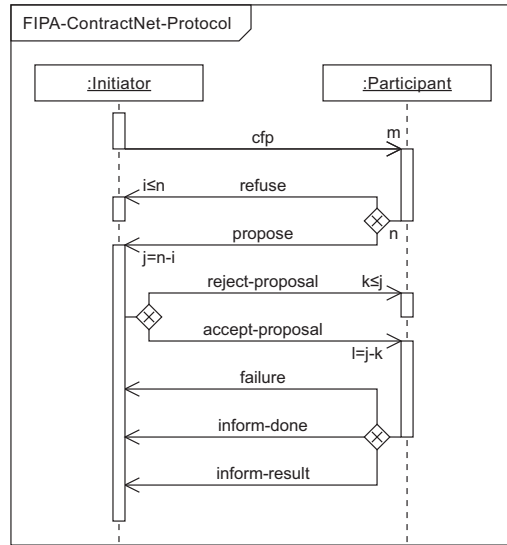 FIPA-ContractNet-Protocol
:Initiator
:Participant
cfp
m
i≤n
refuse
n
propose
j=n-i
reject-proposal
k≤j
accept-proposal
l=j-k
failure
inform-done
inform-result